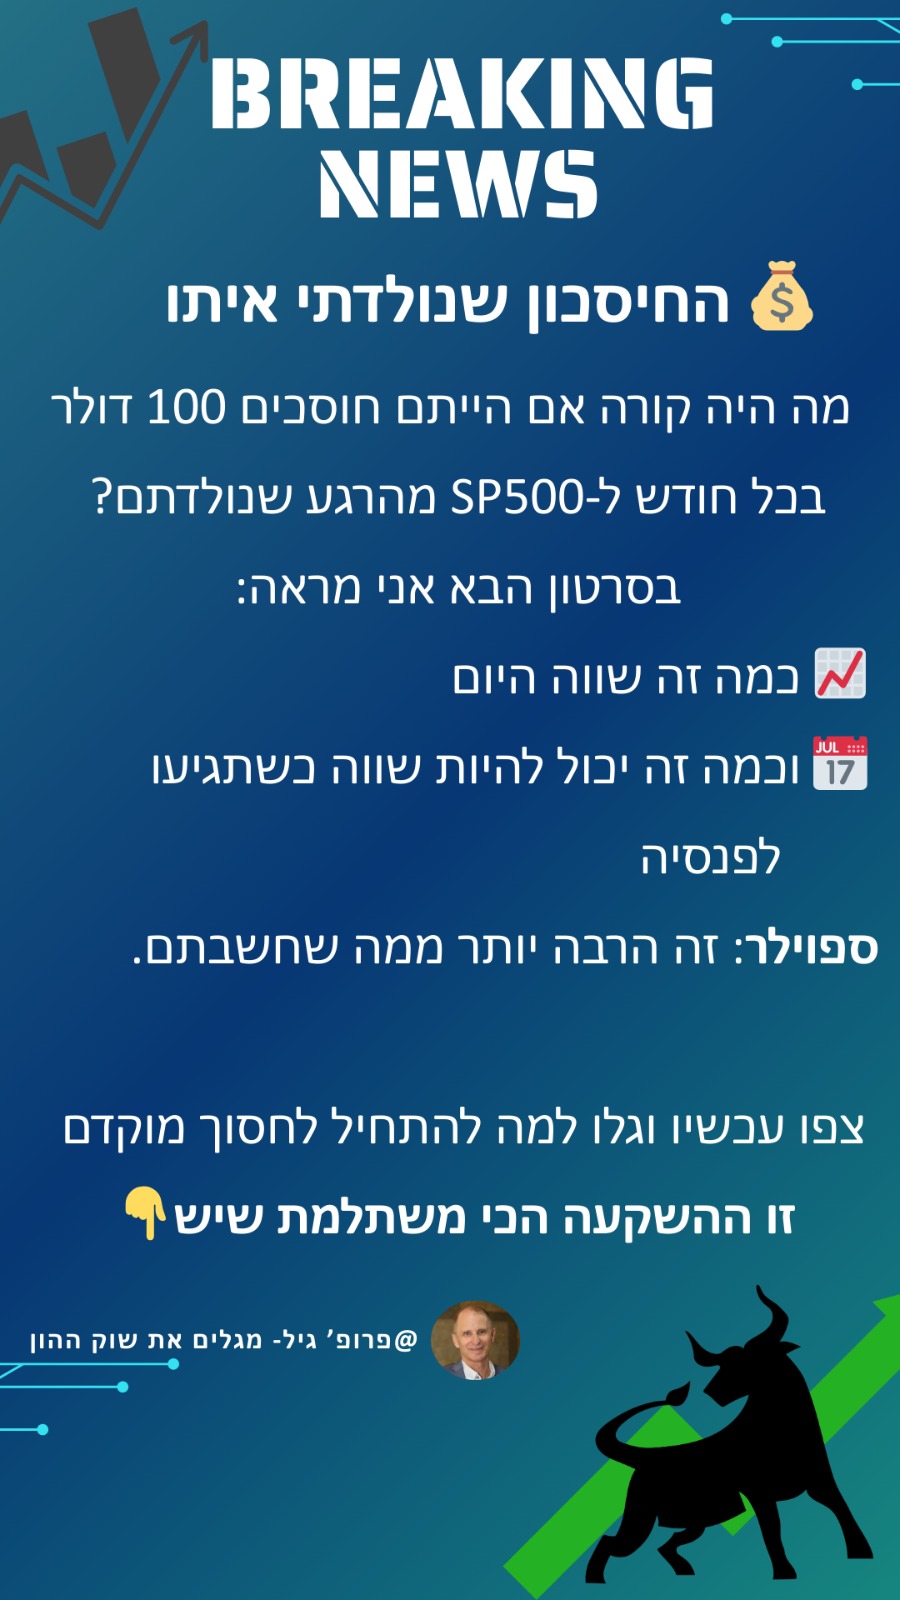 BREAKING
NEWS
💰 החיסכון שנולדתי איתו
מה היה קורה אם הייתם חוסכים 100 דולר
בכל חודש ל-SP500 מהרגע שנולדתם?
בסרטון הבא אני מראה:
📈 כמה זה שווה היום
📅 וכמה זה יכול להיות שווה כשתגיעו
לפנסיה
ספוילר: זה הרבה יותר ממה שחשבתם.
צפו עכשיו וגלו למה להתחיל לחסוך מוקדם
זו ההשקעה הכי משתלמת שיש👇
@פרופ' גיל- מגלים את שוק ההון